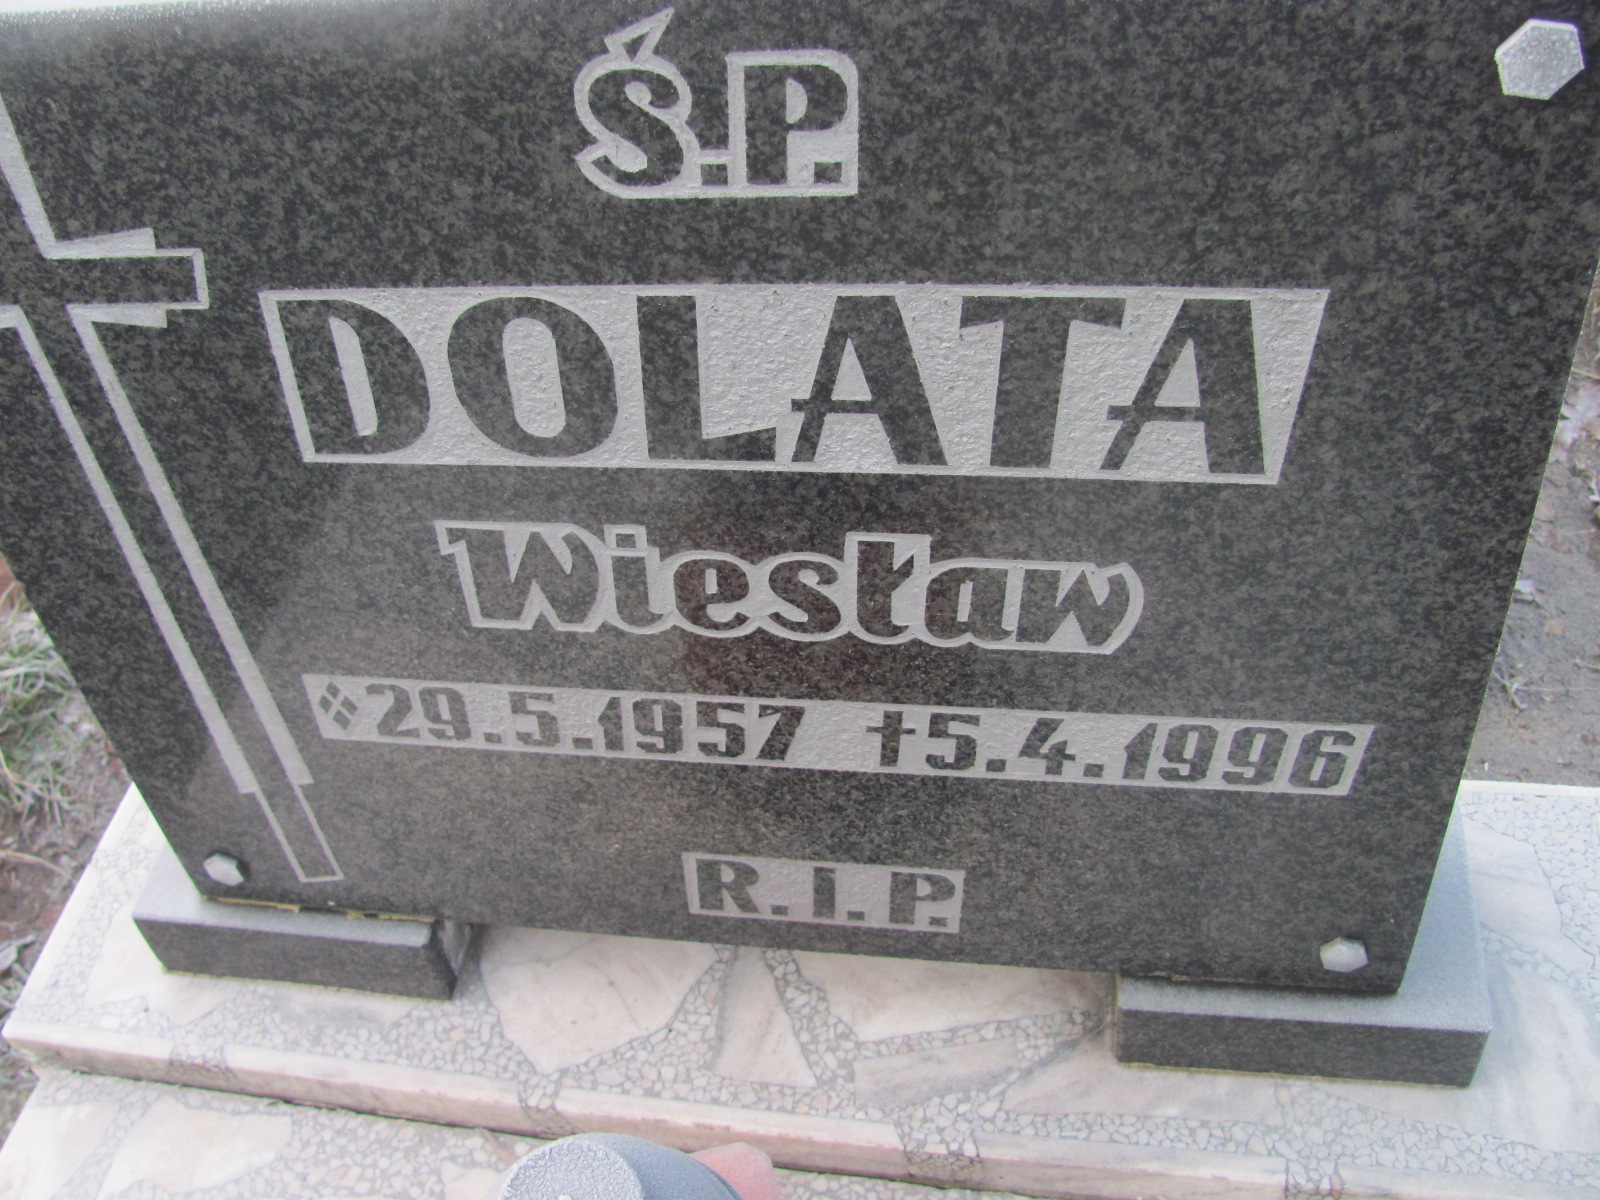 Ś.P.
DOLATA
Wiesław
29.5.1957 †5.4.1996
R.I.P.